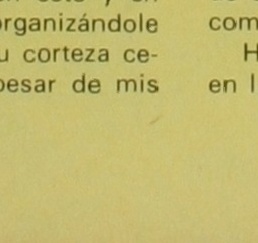 organizándole
u corteza ce-
pesar de mis
com
H
en l